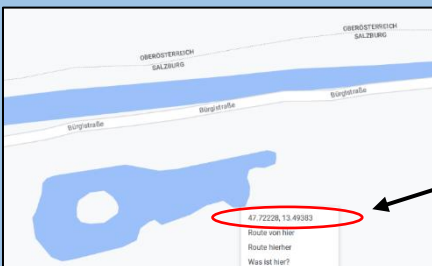 OBERÖSTERREICH
SALZBURG
OBERÖSTERREICH
SALZBURG
Bürglstraße
Bürglstraße
Bürglstraße
47.72228, 13.49383
Route von hier
Route hierher
Was ist hier?